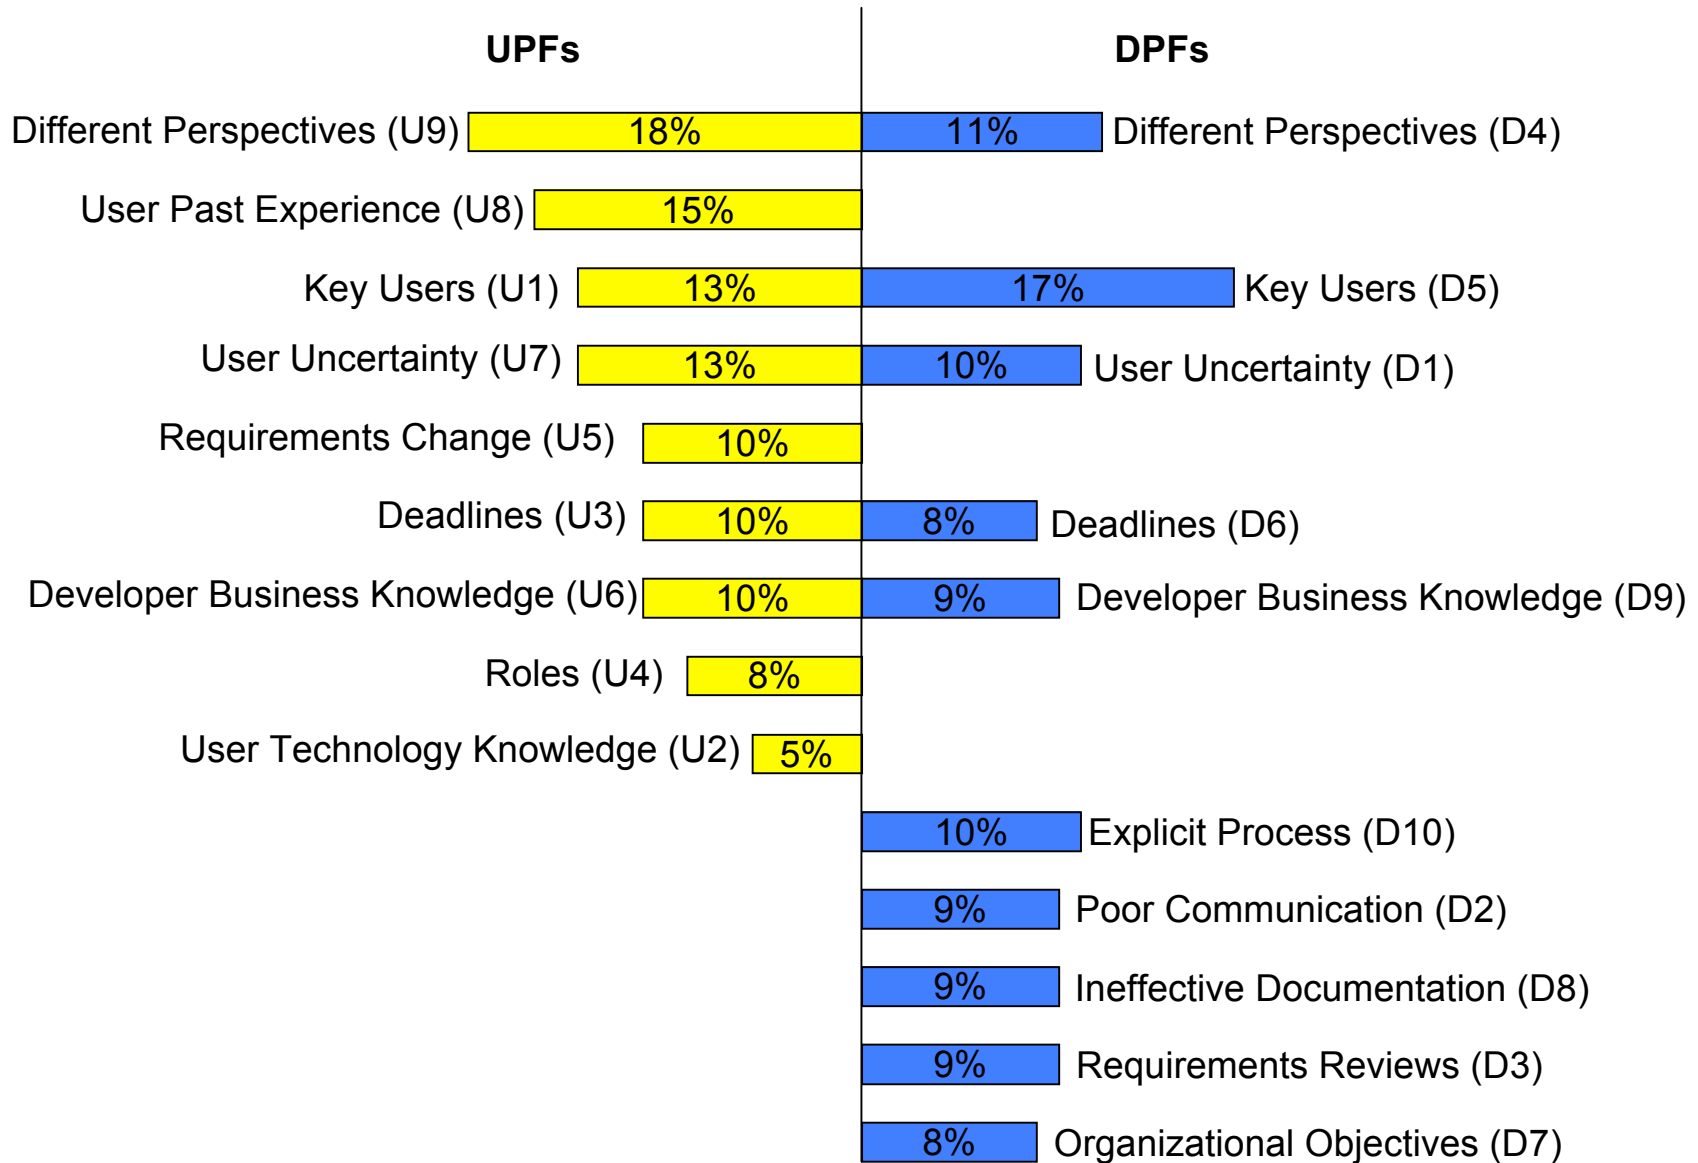 UPFs DPFs
Different Perspectives (U9) 18% 11% Different Perspectives (D4)
User Past Experience (U8) 15%
Key Users (U1) 13% 17% Key Users (D5)
User Uncertainty (U7) 13% 10% User Uncertainty (D1)
Requirements Change (U5) 10%
Deadlines (U3) 10% 8% Deadlines (D6)
Developer Business Knowledge (U6) 10% 9% Developer Business Knowledge (D9)
Roles (U4) 8%
User Technology Knowledge (U2) 5%
10% Explicit Process (D10)
9% Poor Communication (D2)
9% Ineffective Documentation (D8)
9% Requirements Reviews (D3)
8% Organizational Objectives (D7)